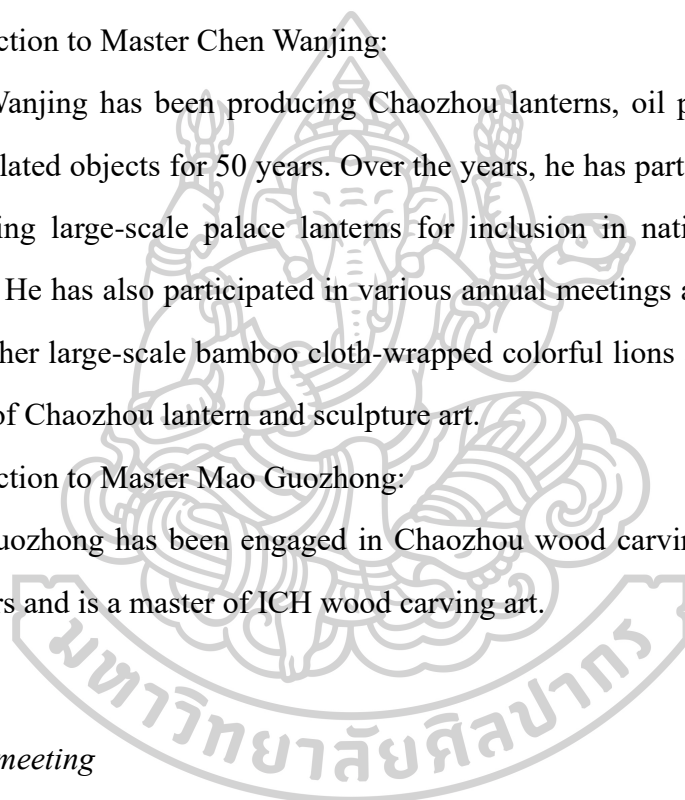 ction to Master Chen Wanjing:
Wanjing has been producing Chaozhou lanterns, oil p
lated objects for 50 years. Over the years, he has part
ing large-scale palace lanterns for inclusion in nati
He has also participated in various annual meetings a
her large-scale bamboo cloth-wrapped colorful lions
of Chaozhou lantern and sculpture art.
ction to Master Mao Guozhong:
uozhong has been engaged in Chaozhou wood carvin
rs and is a master of ICH wood carving art.
มหาวิทยาลัยศิลปากร
meeting